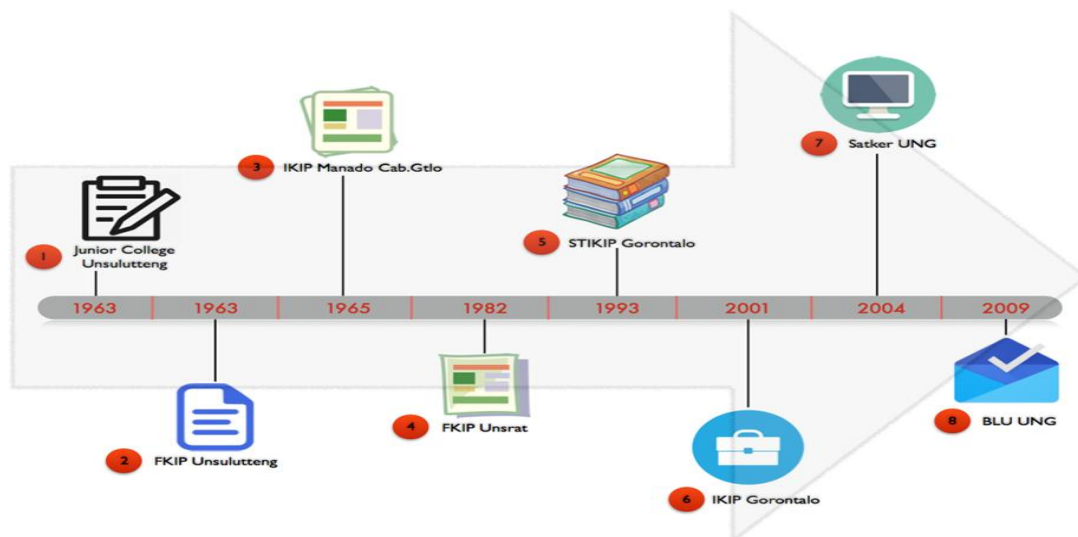 7 Satker UNG
3 IKIP Manado Cab.Gtlo
1 Junior College
Unsulutteng
5 STIKIP Gorontalo
1963 1963 1965 1982 1993 2001 2004 2009
2 FKIP Unsulutteng
4 FKIP Unsrat
8 BLU UNG
6 IKIP Gorontalo